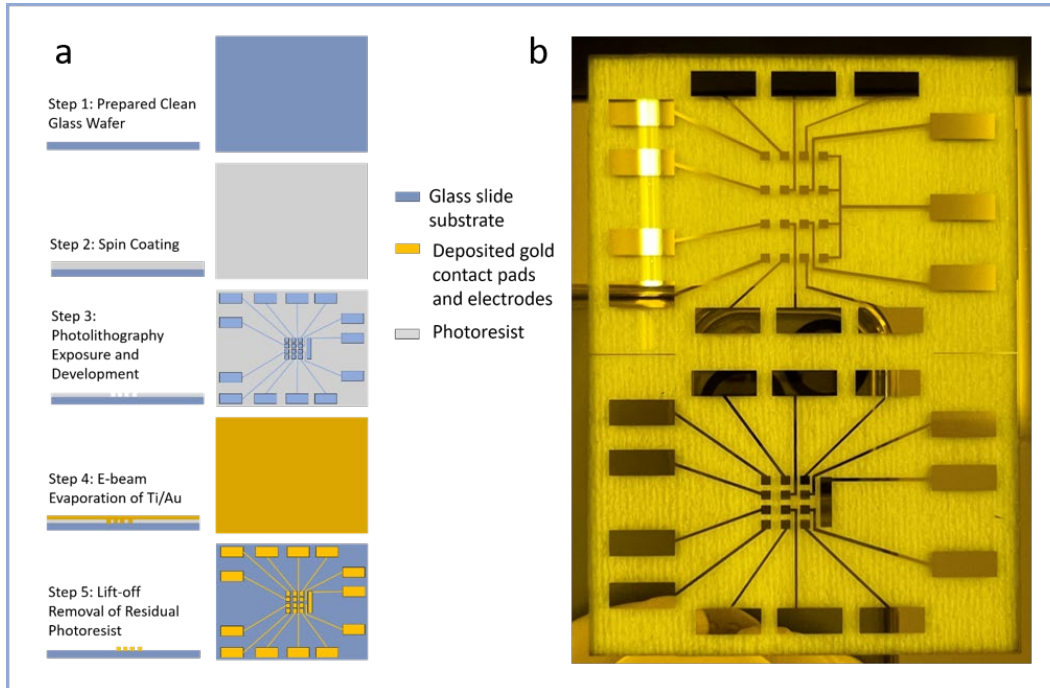 a
Step 1: Prepared Clean
Glass Wafer
Step 2: Spin Coating
Step 3:
Photolithography
Exposure and
Development
Step 4: E-beam
Evaporation of Ti/Au
Step 5: Lift-off
Removal of Residual
Photoresist
Glass slide
substrate
Deposited gold
contact pads
and electrodes
Photoresist
b